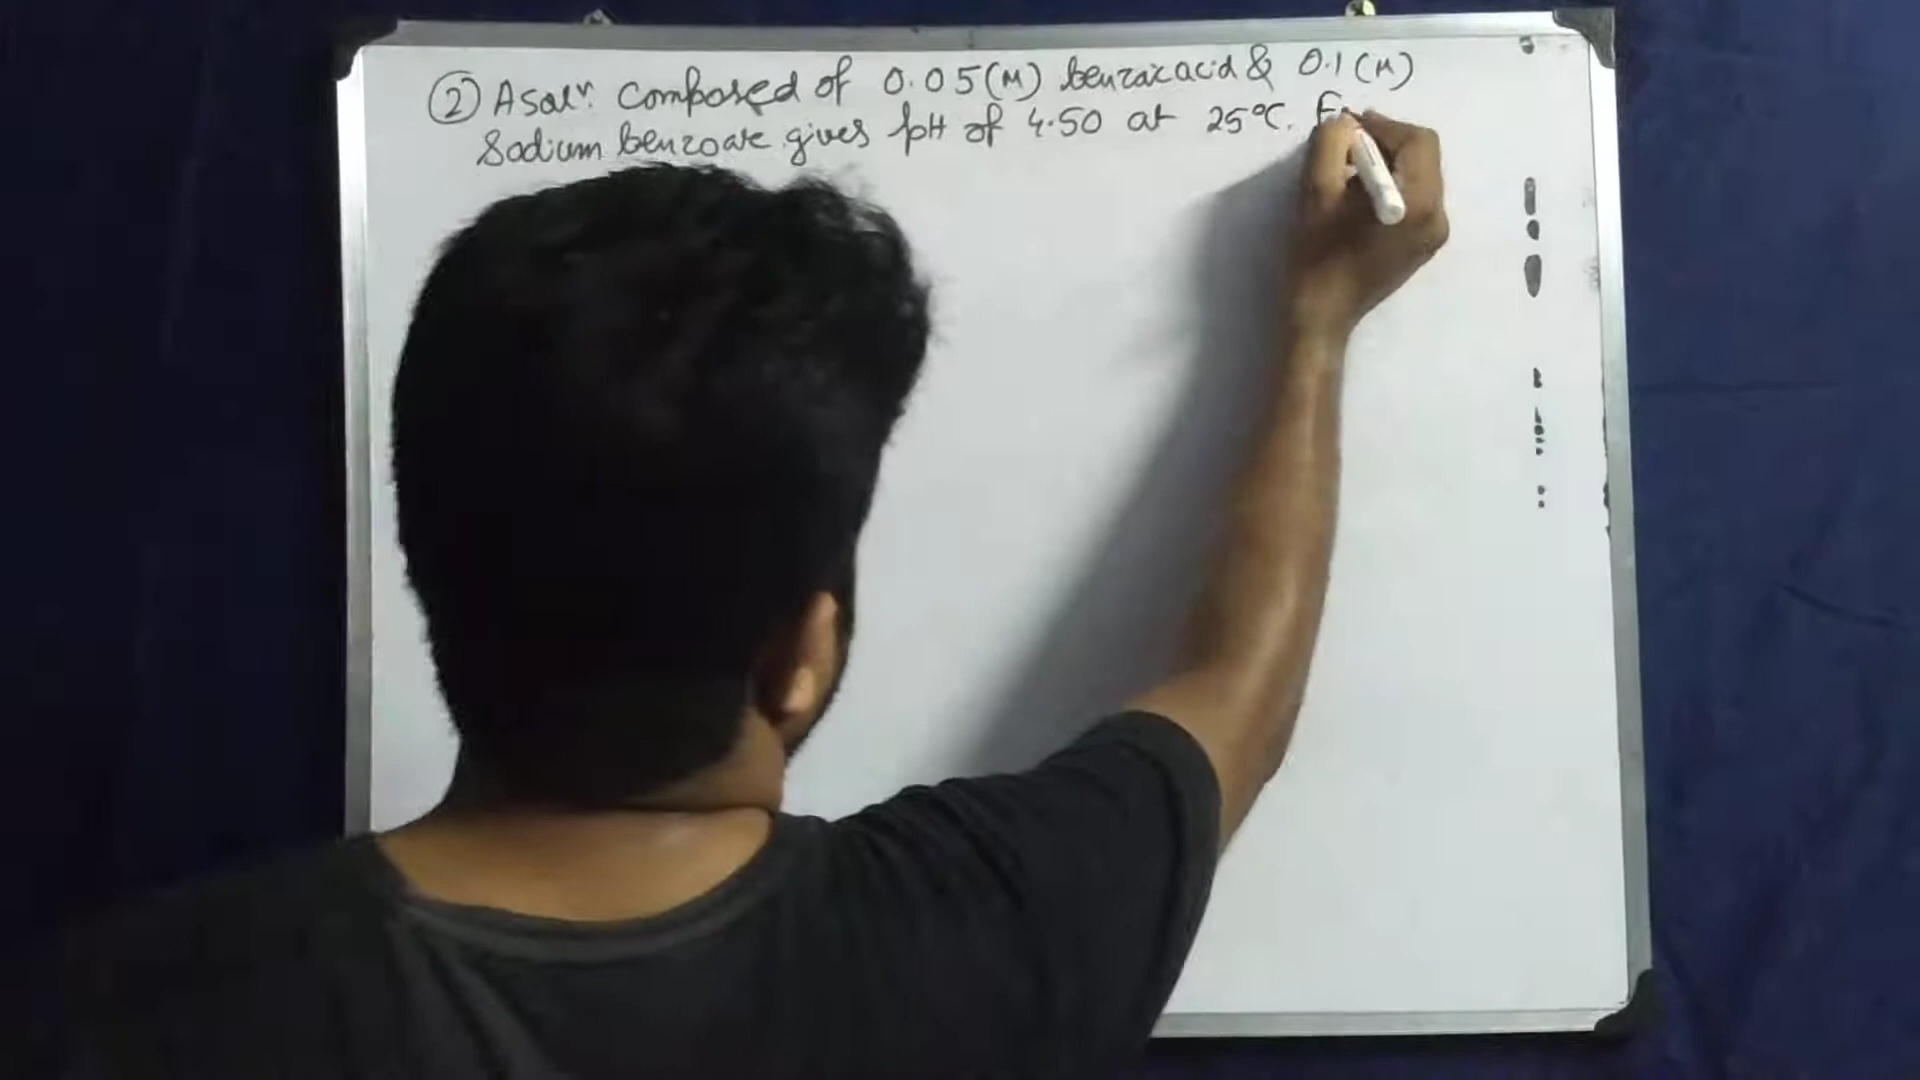 ② A solⁿ. composed of 0.05(M) benzoic acid & 0.1 (M)
Sodium benzoate gives pH of 4.50 at 25°C.